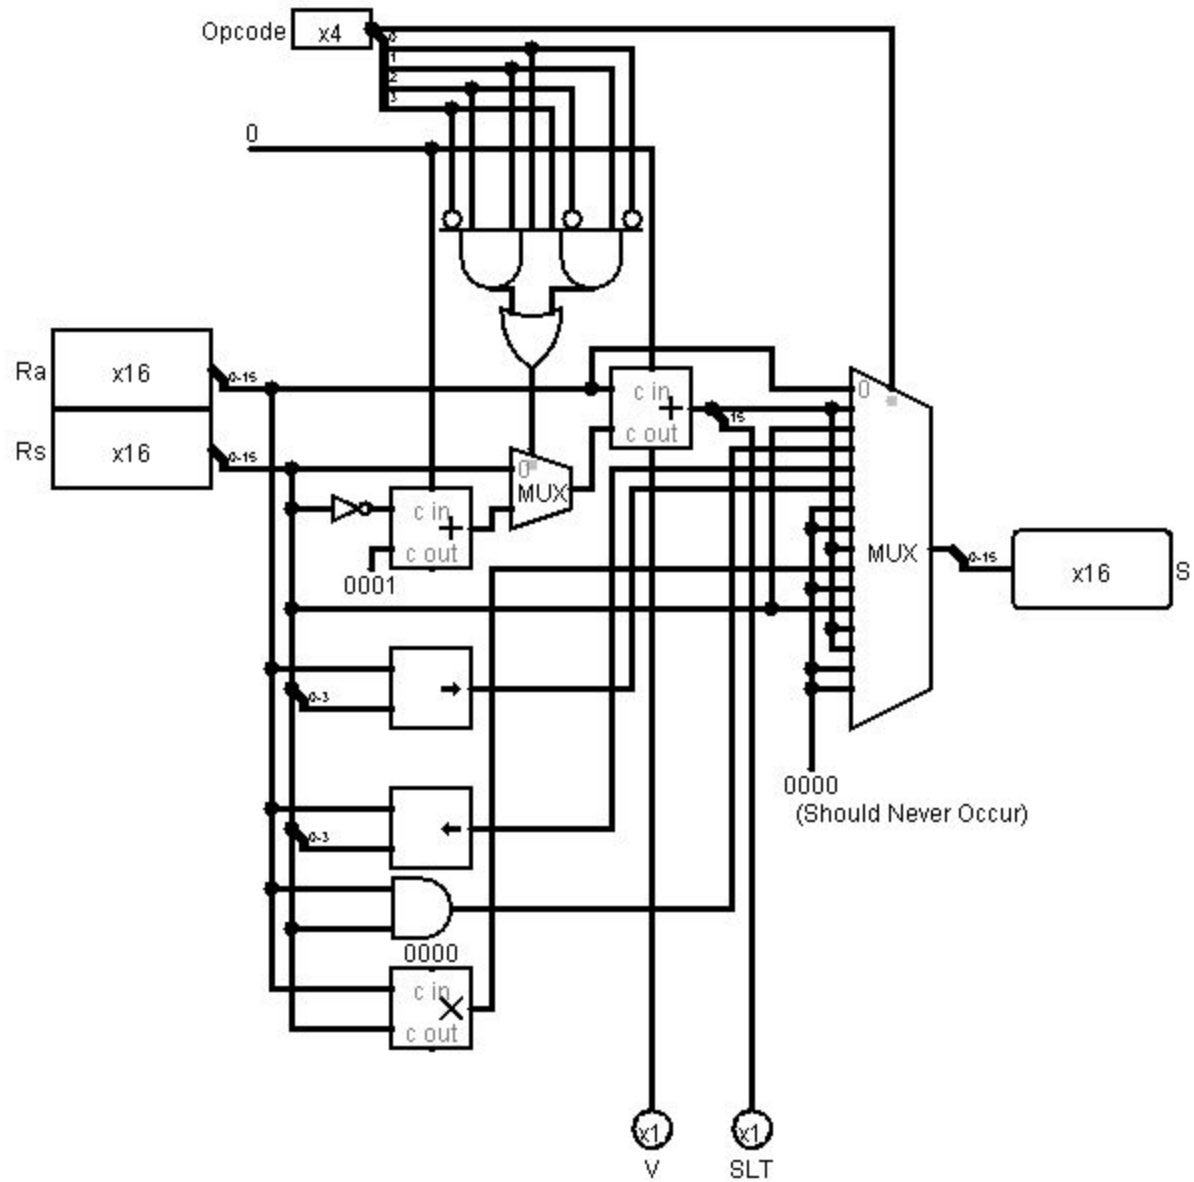 Opcode x4
0
1
2
3
0
Ra x16 0-15
0
c in
+
c out
15
Rs x16 0-15
0
MUX
c in
+
c out
0001
MUX
0-15
x16 S
0-3
0000
(Should Never Occur)
0-3
0000
c in
c out
x1 x1
V SLT